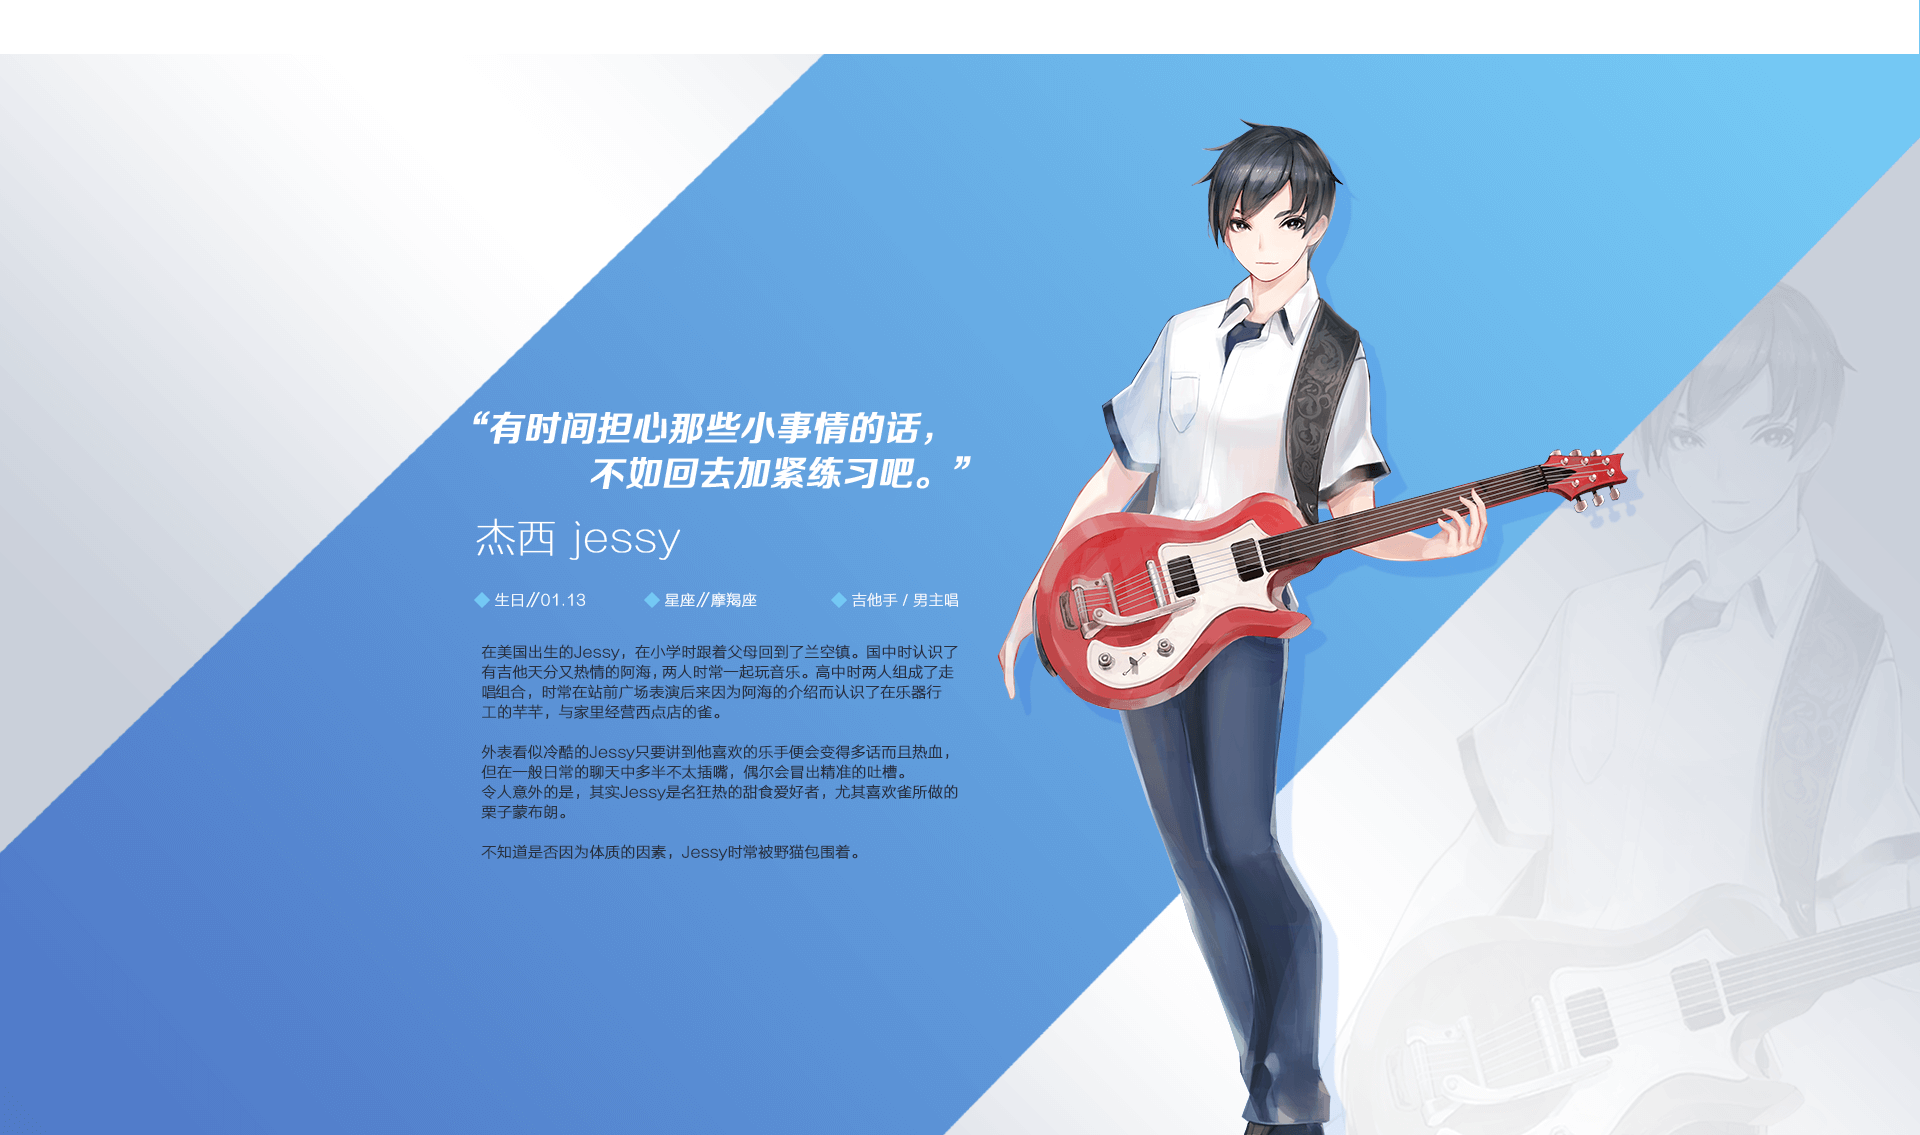 “有时间担心那些小事情的话，
不如回去加紧练习吧。”
杰西 jessy
生日//01.13 星座//摩羯座 吉他手 / 男主唱
在美国出生的Jessy，在小学时跟着父母回到了兰空镇。国中时认识了
有吉他天分又热情的阿海，两人时常一起玩音乐。高中时两人组成了走
唱组合，时常在站前广场表演后来因为阿海的介绍而认识了在乐器行
工的芊芊，与家里经营西点店的雀。
外表看似冷酷的Jessy只要讲到他喜欢的乐手便会变得多话而且热血，
但在一般日常的聊天中多半不太插嘴，偶尔会冒出精准的吐槽。
令人意外的是，其实Jessy是名狂热的甜食爱好者，尤其喜欢雀所做的
栗子蒙布朗。
不知道是否因为体质的因素，Jessy时常被野猫包围着。